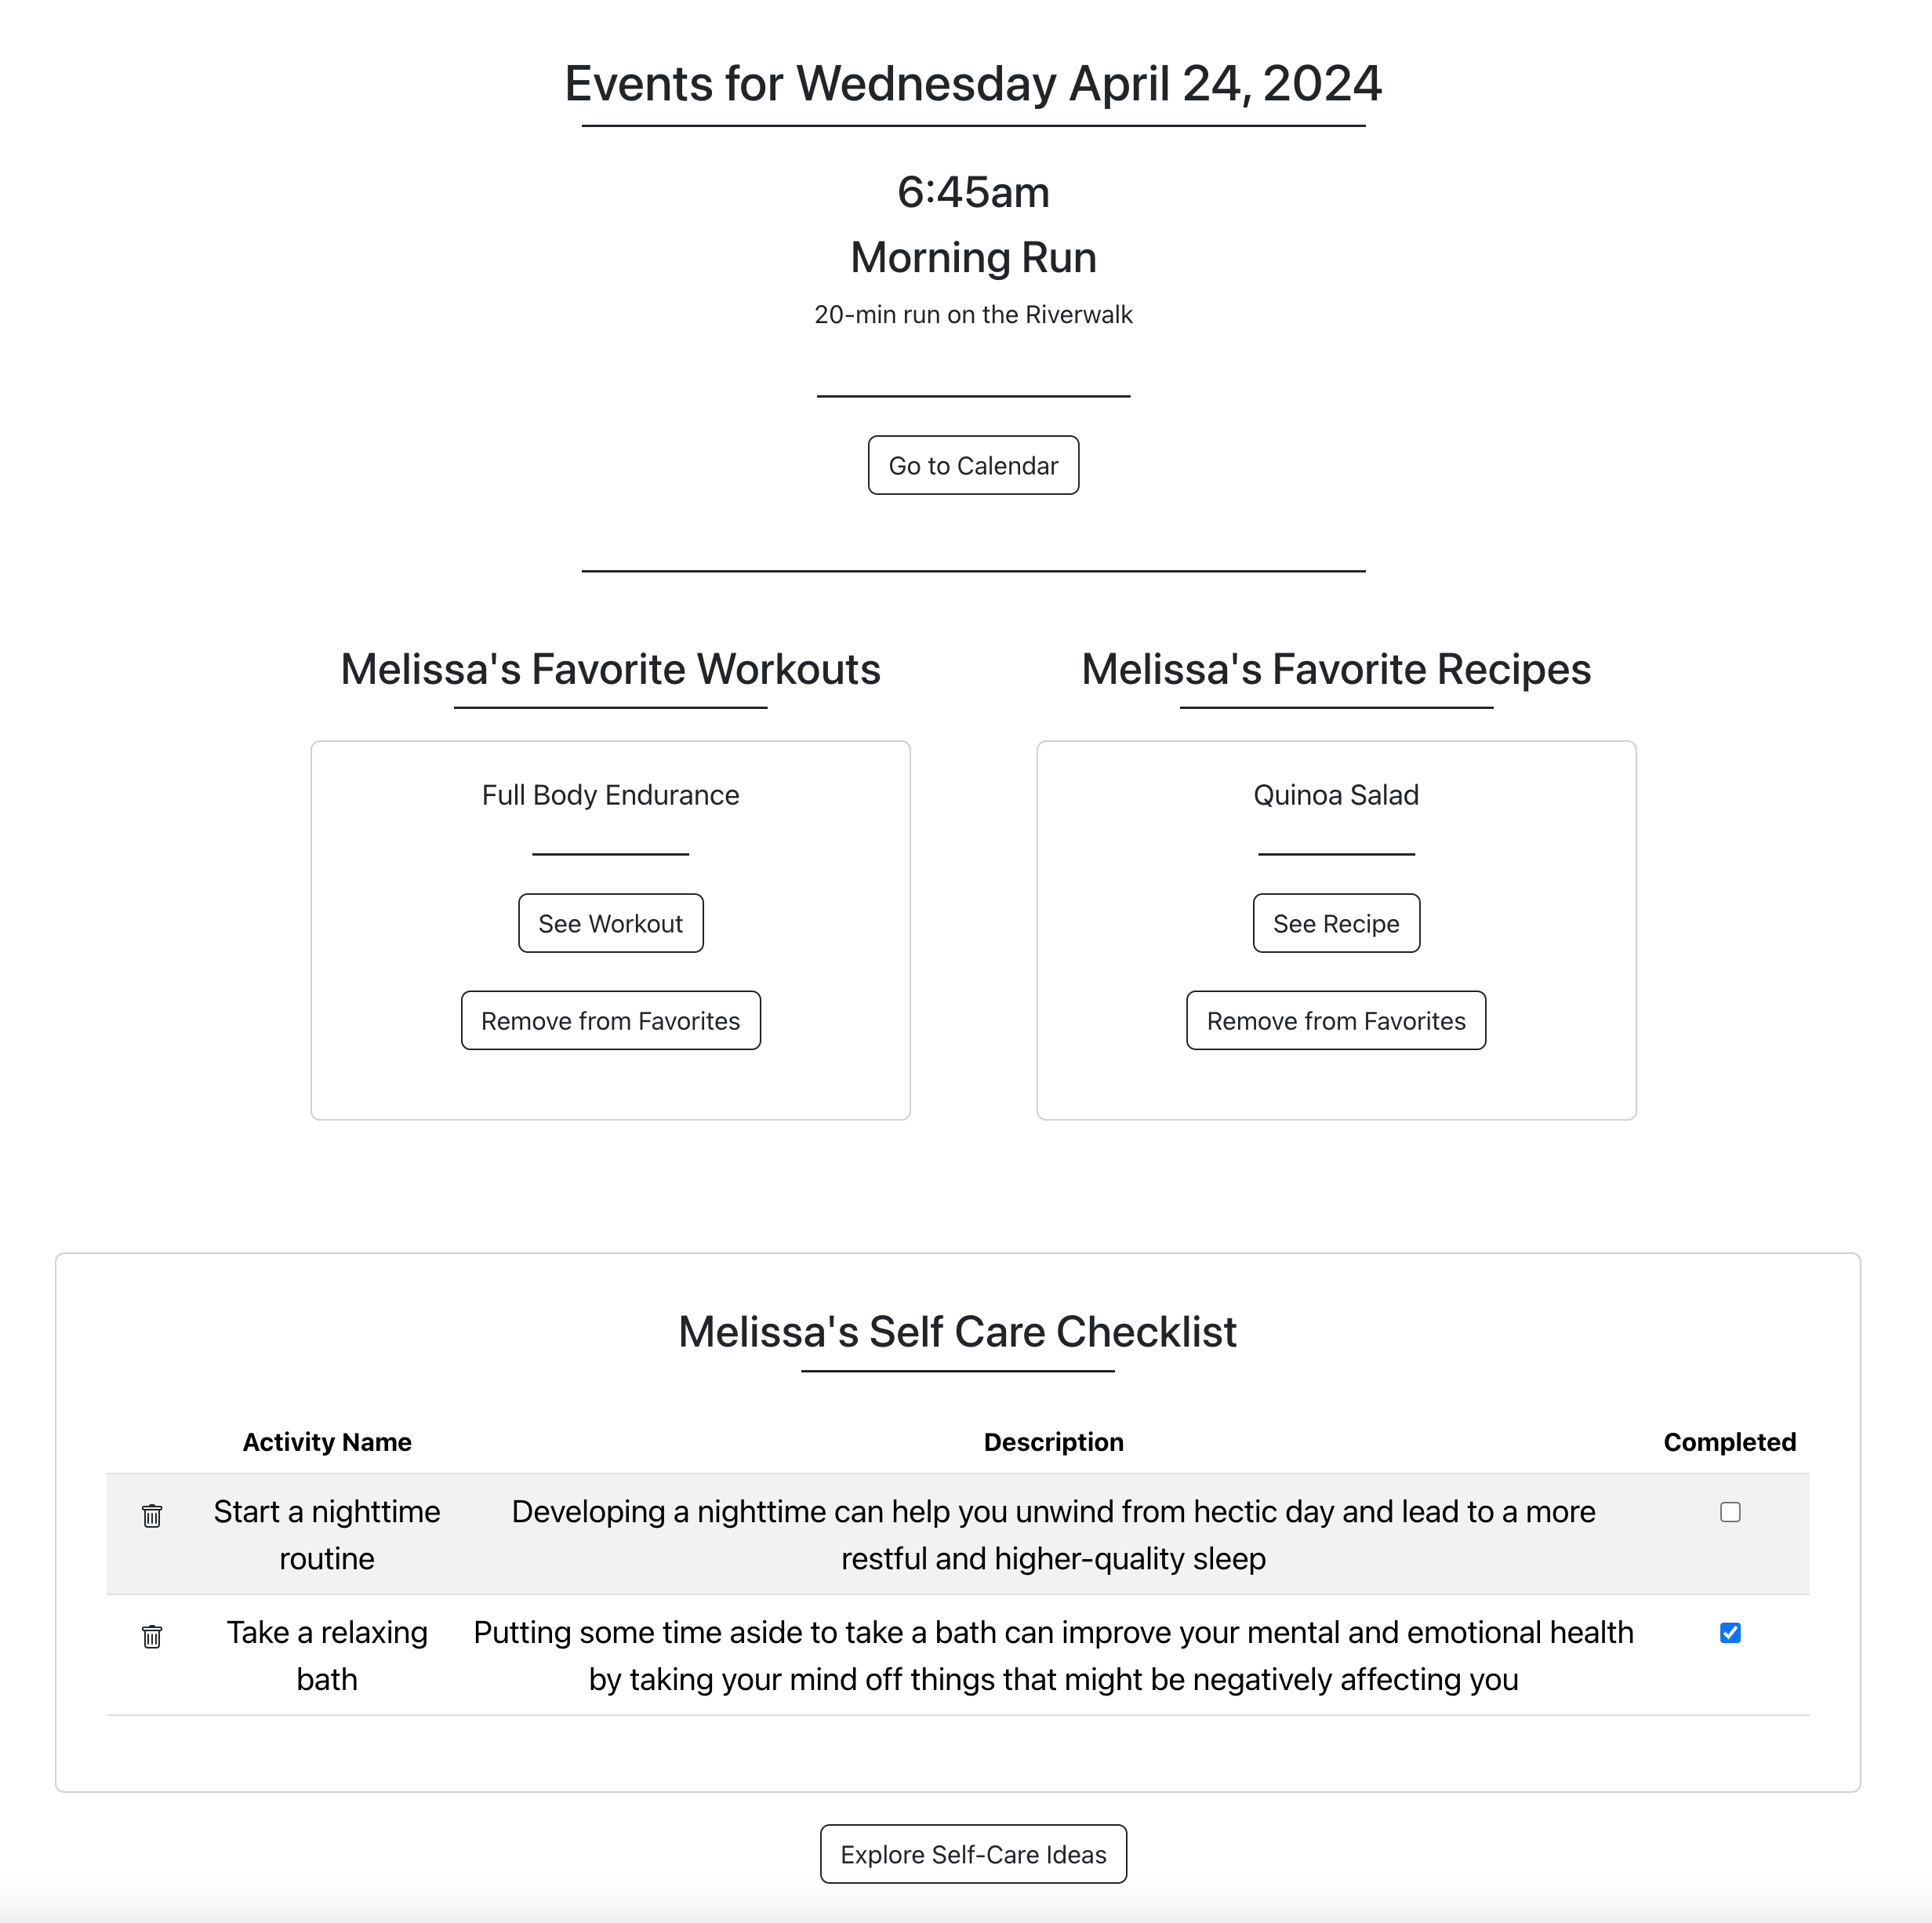 Events for Wednesday April 24, 2024
6:45am
Morning Run
20-min run on the Riverwalk
Go to Calendar
Melissa's Favorite Workouts
Full Body Endurance
See Workout
Remove from Favorites
Melissa's Favorite Recipes
Quinoa Salad
See Recipe
Remove from Favorites
Melissa's Self Care Checklist
Activity Name Description Completed
Start a nighttime
routine
Developing a nighttime can help you unwind from hectic day and lead to a more
restful and higher-quality sleep
Take a relaxing
bath
Putting some time aside to take a bath can improve your mental and emotional health
by taking your mind off things that might be negatively affecting you
Explore Self-Care Ideas